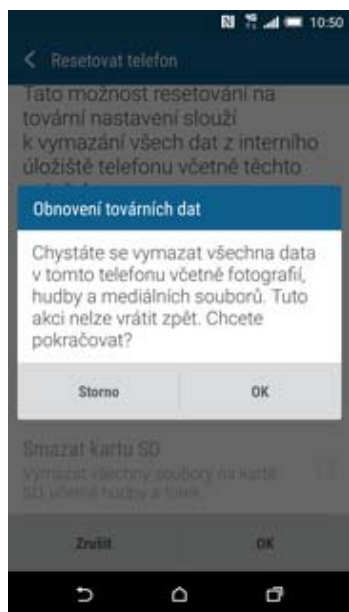 10:50
Resetovat telefon
Tato možnost resetování na
tovární nastavení slouží
k vymazání všech dat z interního
úložiště telefonu včetně těchto
Obnovení továrních dat
Chystáte se vymazat všechna data
v tomto telefonu včetně fotografií,
hudby a mediálních souborů. Tuto
akci nelze vrátit zpět. Chcete
pokračovat?
Storno OK
Smazat kartu SD
Vymazat všechny soubory na kartě
SD, včetně hudby a fotek
Zrušit OK